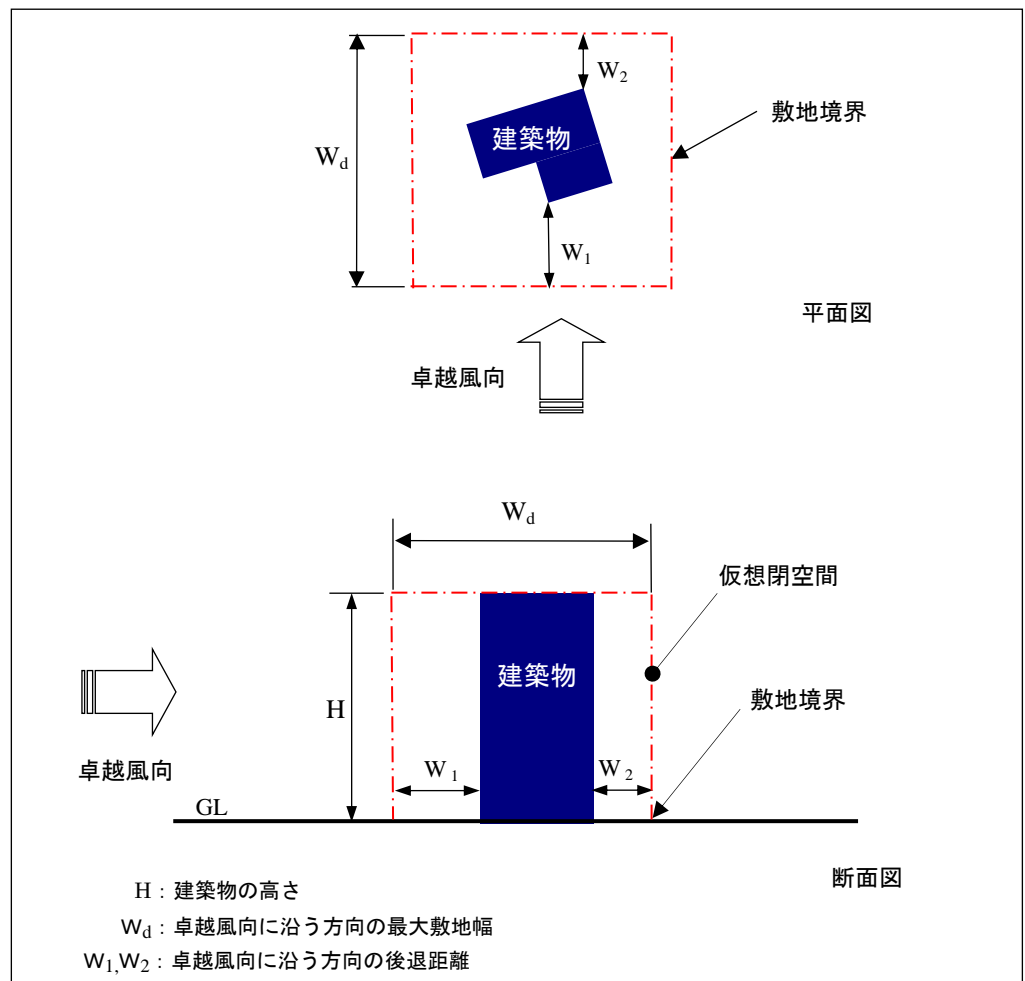 W2
建築物
敷地境界
Wd
W1
平面図
卓越風向
Wd
仮想閉空間
建築物
敷地境界
H
卓越風向
W1
W2
GL
断面図
H：建築物の高さ
Wd：卓越風向に沿う方向の最大敷地幅
W1,W2：卓越風向に沿う方向の後退距離